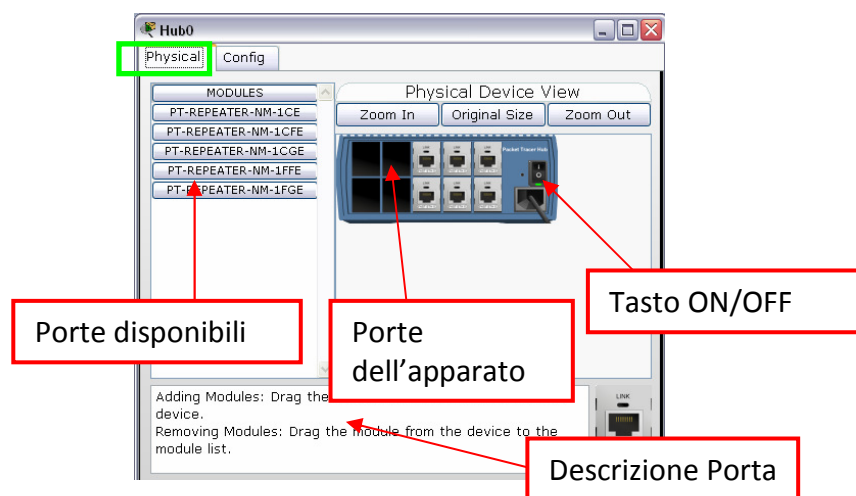 Hub0
Physical
Config
MODULES
PT-REPEATER-NM-1CE
PT-REPEATER-NM-1CFE
PT-REPEATER-NM-1CGE
PT-REPEATER-NM-1FFE
PT-REPEATER-NM-1FGE
Physical Device View
Zoom In
Original Size
Zoom Out
Packet Tracer Hub
Porte disponibili
Porte
dell’apparato
Tasto ON/OFF
Adding Modules: Drag the
device.
Removing Modules: Drag the module from the device to the
module list.
LINK
Descrizione Porta